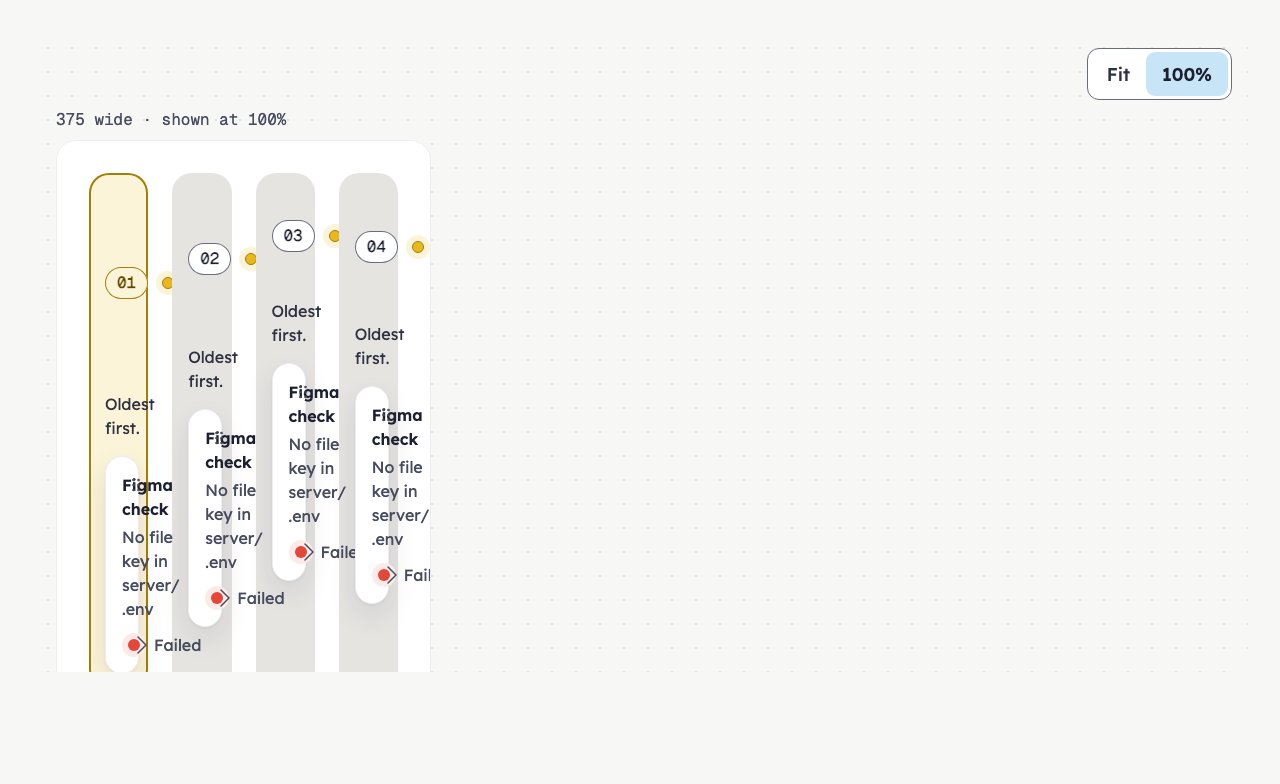 Fit 100%
375 wide · shown at 100%
01
02
03
04
Oldest
first.
Figma
check
No file
key in
server/
.env
Failed
Oldest
first.
Figma
check
No file
key in
server/
.env
Failed
Oldest
first.
Figma
check
No file
key in
server/
.env
Faile
Oldest
first.
Figma
check
No file
key in
server/
.env
Fail